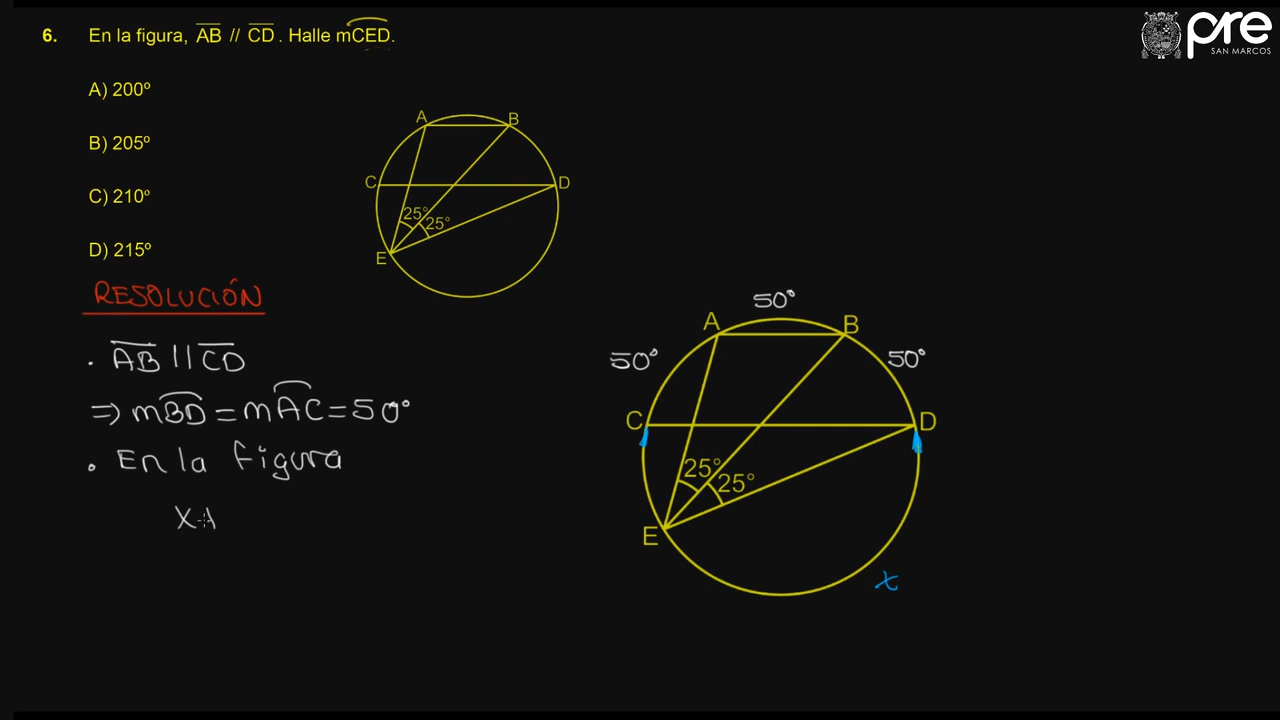 6. En la figura, AB // CD. Halle mCED.
pre
SAN MARCOS
A) 200º
B) 205º
C) 210º
D) 215º
A
B
C
D
25°
25°
E
RESOLUCIÓN
. AB // CD
⇒ mBD = mAC = 50°
. En la figura
X+
50°
A
B
50°
50°
C
D
25°
25°
E
x